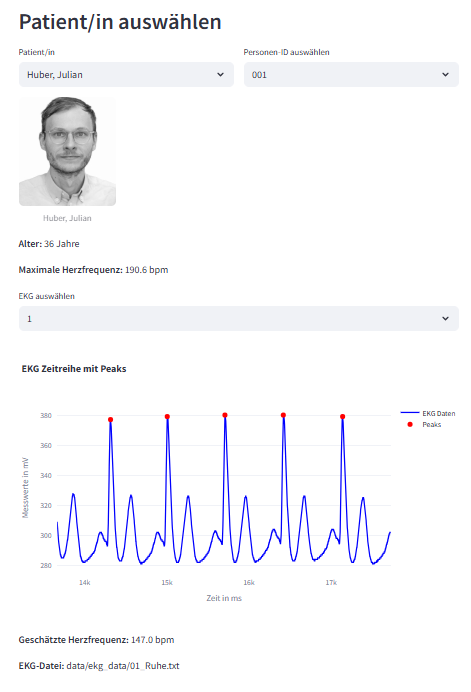 Patient/in auswählen
Patient/in
Personen-ID auswählen
Huber, Julian
001
Huber, Julian
Alter: 36 Jahre
Maximale Herzfrequenz: 190.6 bpm
EKG auswählen
1
EKG Zeitreihe mit Peaks
EKG Daten
Peaks
Messwerte in mV
380
360
340
320
300
280
14k
15k
16k
17k
Zeit in ms
Geschätzte Herzfrequenz: 147.0 bpm
EKG-Datei: data/ekg_data/01_Ruhe.txt